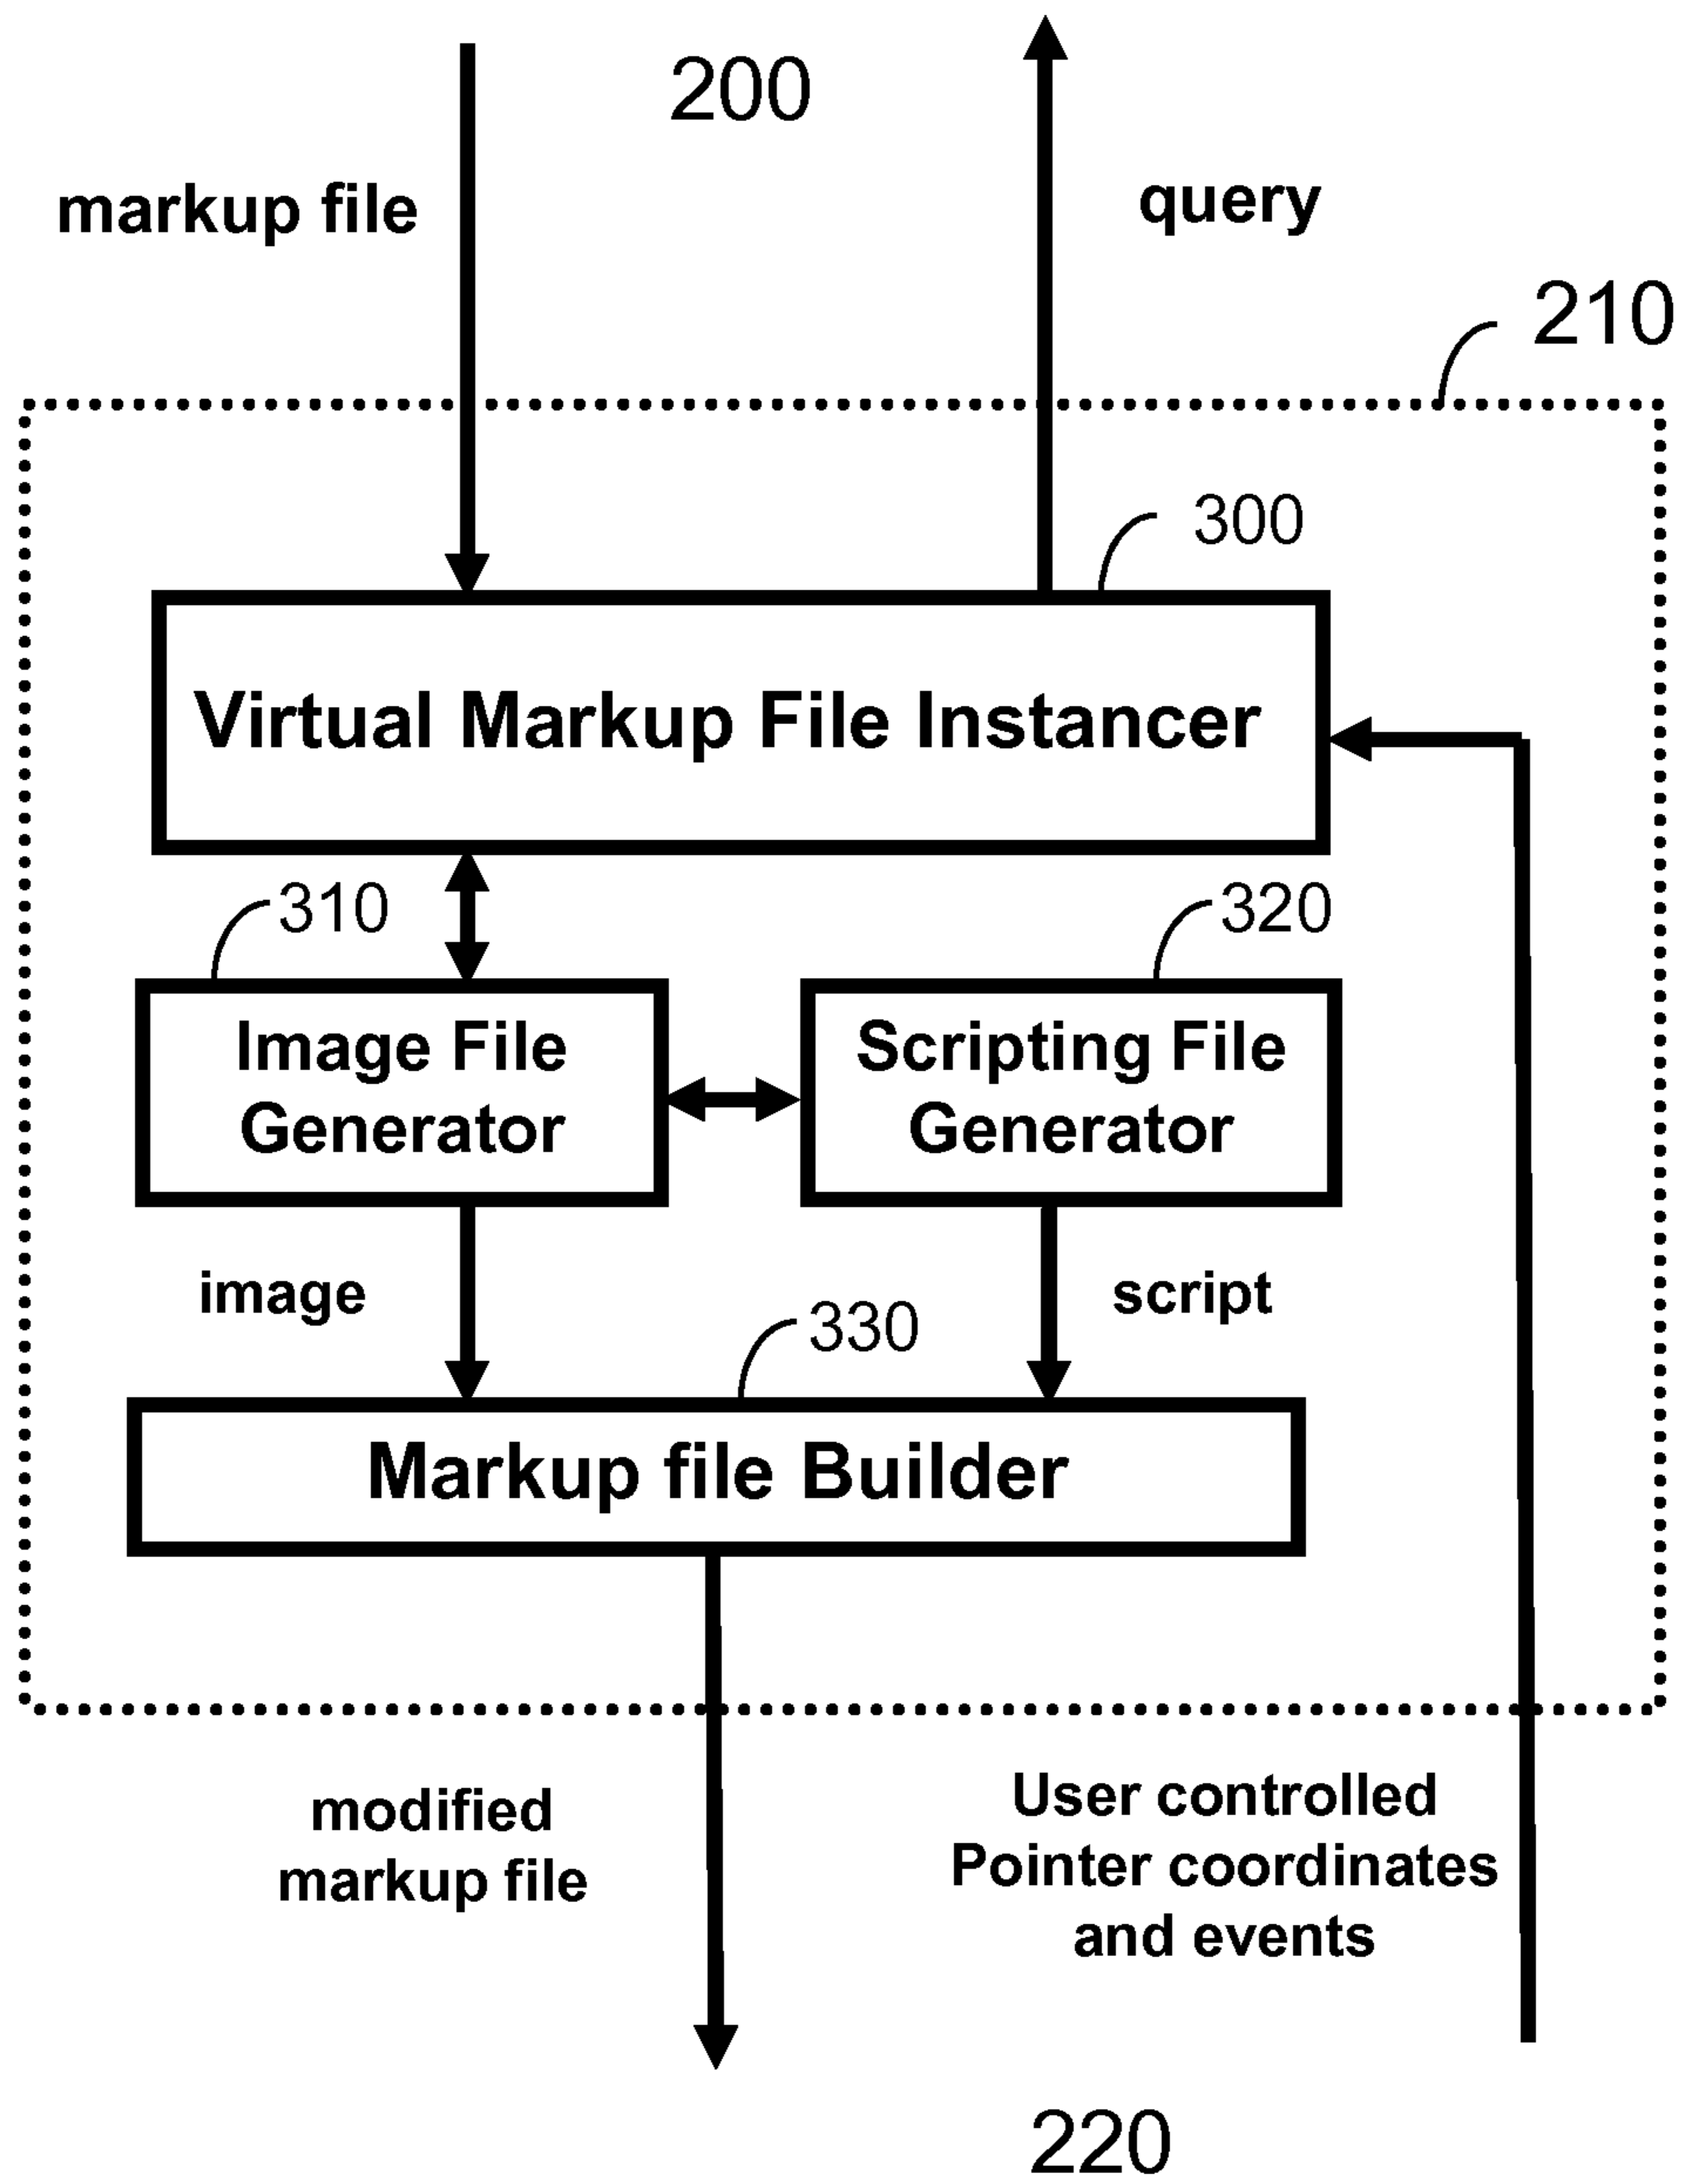 200
markup file
query
210
300
Virtual Markup File Instancer
310
320
Image File
Generator
Scripting File
Generator
image
script
330
Markup file Builder
modified
markup file
User controlled
Pointer coordinates
and events
220